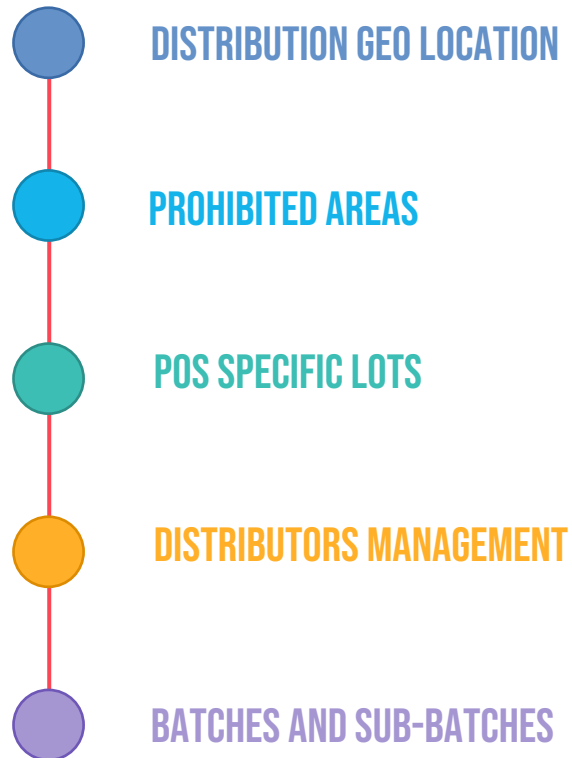 DISTRIBUTION GEO LOCATION
PROHIBITED AREAS
POS SPECIFIC LOTS
DISTRIBUTORS MANAGEMENT
BATCHES AND SUB-BATCHES